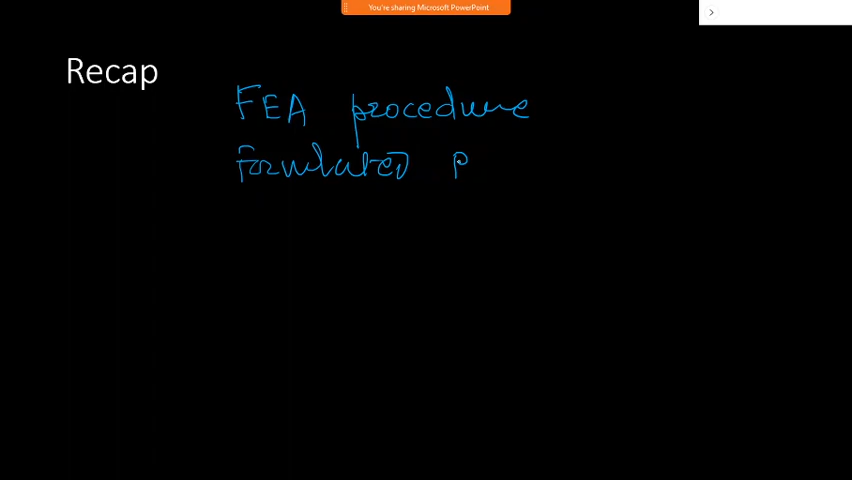 You're sharing Microsoft PowerPoint
Recap
FEA procedure
Formulated P